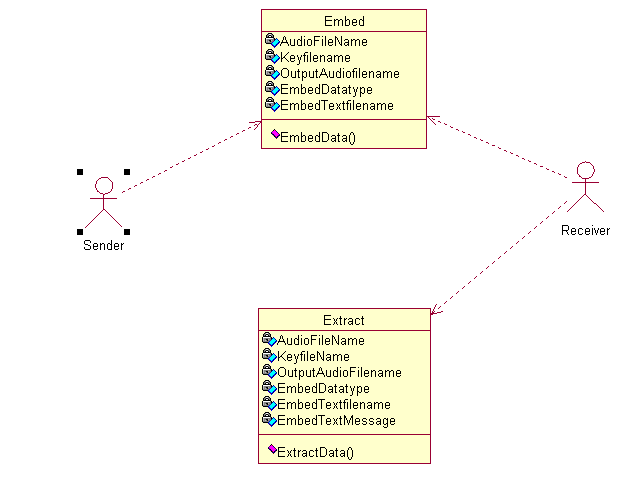 Embed
AudioFileName
Keyfilename
OutputAudiofilename
EmbedDatatype
EmbedTextfilename
EmbedData()
Sender
Receiver
Extract
AudioFileName
KeyfileName
OutputAudioFilename
EmbedDatatype
EmbedTextfilename
EmbedTextMessage
ExtractData()